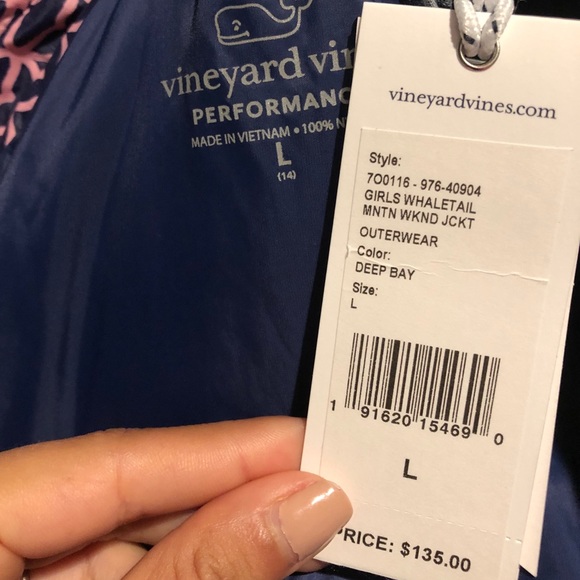 vineyard vin
PERFORMANC
MADE IN VIETNAM • 100% N
L
(14)
vineyardvines.com
Style:
7O0116 - 976-40904
GIRLS WHALETAIL
MNTN WKND JCKT
OUTERWEAR
Color:
DEEP BAY
Size:
L
1 91620 15469 0
L
PRICE: $135.00